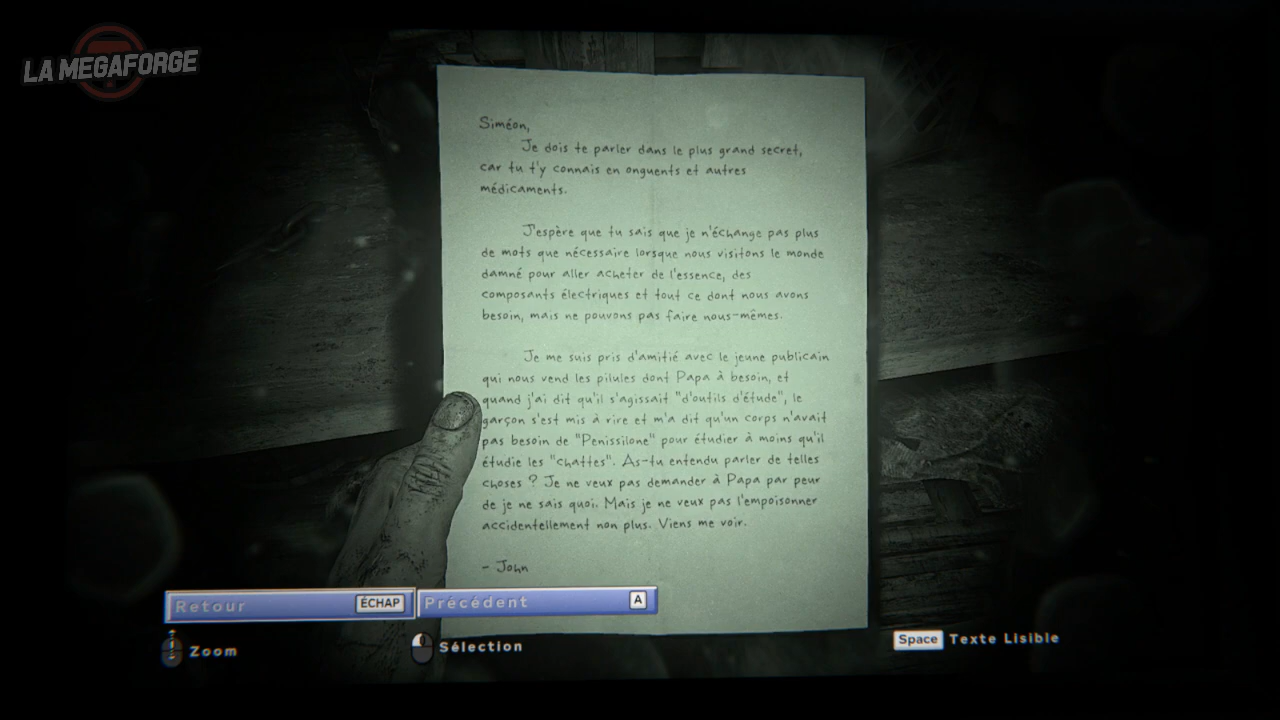 LA MEGAFORGE
Siméon,
Je dois te parler dans le plus grand secret,
car tu t'y connais en onguents et autres
médicaments.
J'espère que tu sais que je n'échange pas plus
de mots que nécessaire lorsque nous visitons le monde
damné pour aller acheter de l'essence, des
composants électriques et tout ce dont nous avons
besoin, mais ne pouvons pas faire nous-mêmes.
Je me suis pris d'amitié avec le jeune publicain
qui nous vend les pilules dont Papa à besoin, et
quand j'ai dit qu'il s'agissait "d'outils d'étude", le
garçon s'est mis à rire et m'a dit qu'un corps n'avait
pas besoin de "Penissilone" pour étudier à moins qu'il
étudie les "chattes". As-tu entendu parler de telles
choses ? Je ne veux pas demander à Papa par peur
de je ne sais quoi. Mais je ne veux pas l'empoisonner
accidentellement non plus. Viens me voir.
- John
Retour ÉCHAP Précédent A
Zoom Sélection Space Texte Lisible